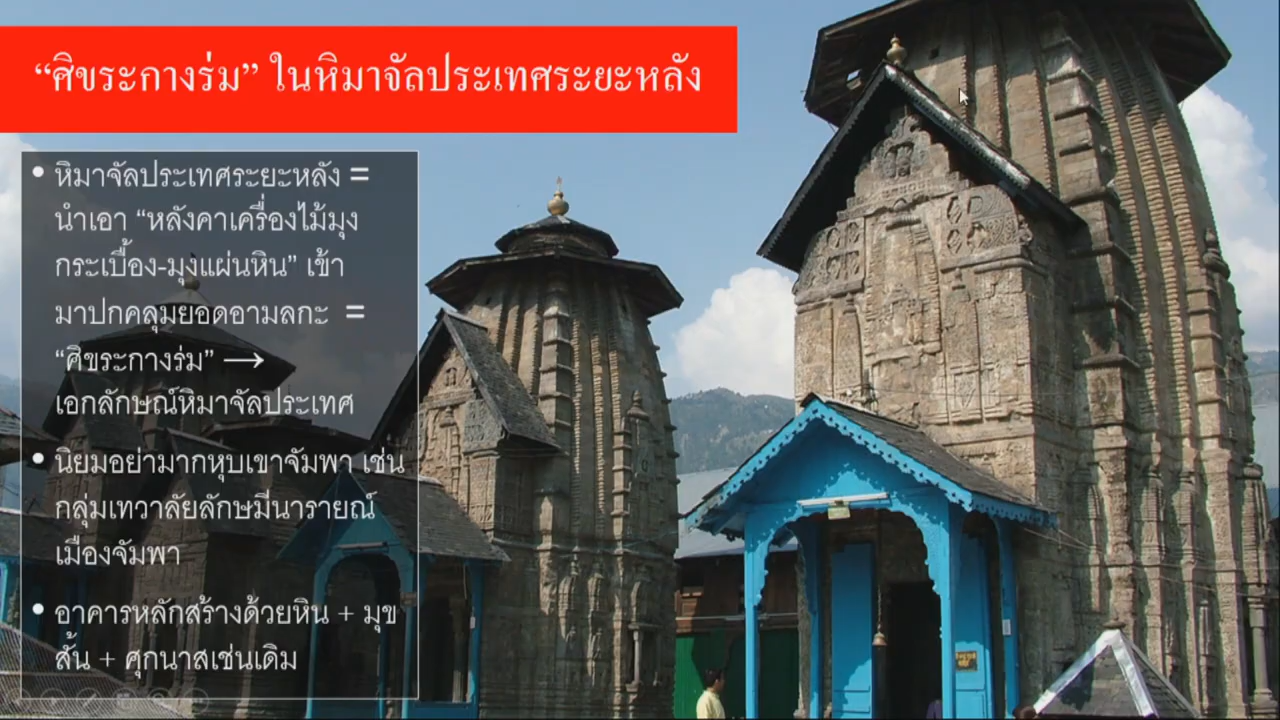 “ศิขระกางร่ม” ในหิมาจัลประเทศระยะหลัง
• หิมาจัลประเทศระยะหลัง =
นำเอา “หลังคาเครื่องไม้มุง
กระเบื้อง-มุงแผ่นหิน” เข้า
มาปกคลุมยอดอามลกะ =
“ศิขระกางร่ม” →
เอกลักษณ์หิมาจัลประเทศ
• นิยมอย่ามากหุบเขาจัมพา เช่น
กลุ่มเทวาลัยลักษมีนารายณ์
เมืองจัมพา
• อาคารหลักสร้างด้วยหิน + มุข
สั้น + ศุกนาสเช่นเดิม